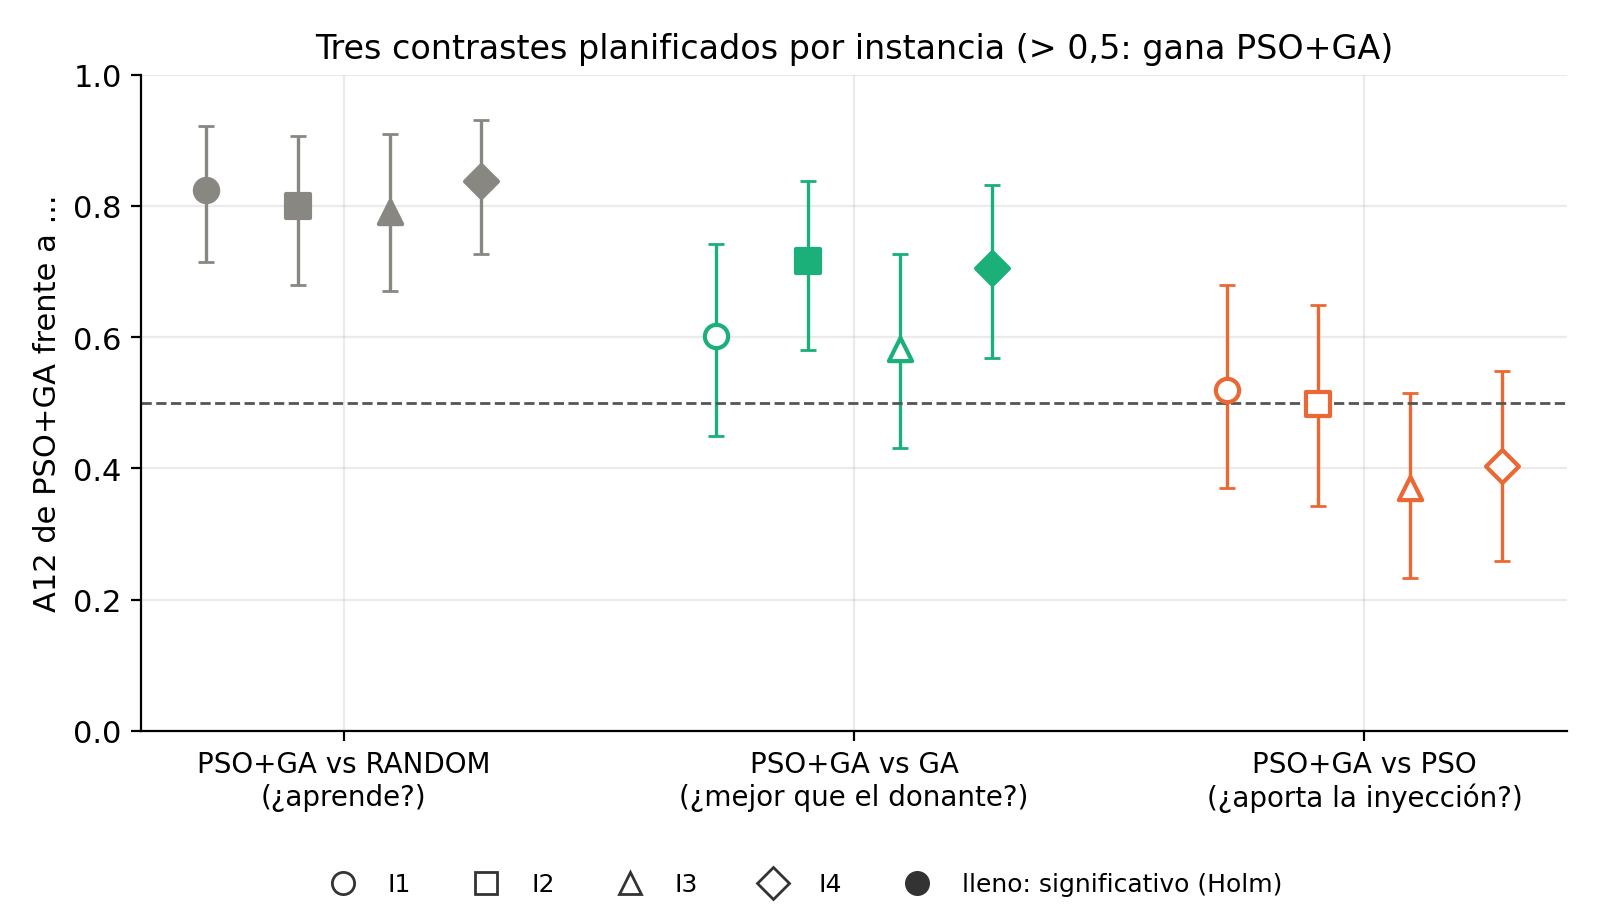 Tres contrastes planificados por instancia (> 0,5: gana PSO+GA)
A12 de PSO+GA frente a ...
1.0
0.8
0.6
0.4
0.2
0.0
PSO+GA vs RANDOM
(¿aprende?)
PSO+GA vs GA
(¿mejor que el donante?)
PSO+GA vs PSO
(¿aporta la inyección?)
I1 I2 I3 I4 lleno: significativo (Holm)